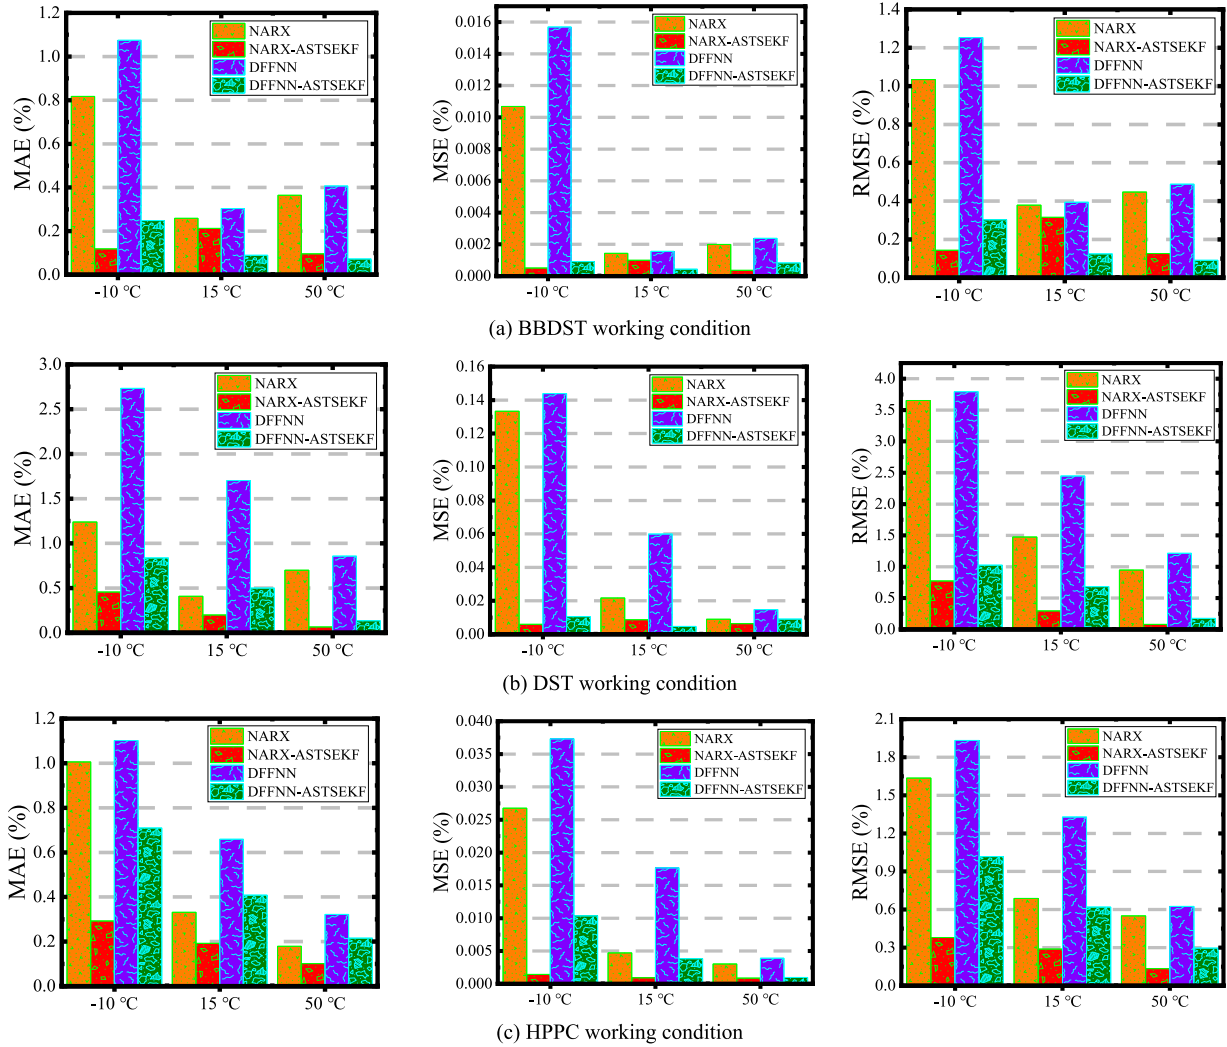 MAE (%)
1.2
1.0
0.8
0.6
0.4
0.2
0.0
NARX
NARX-ASTSEKF
DFFNN
DFFNN-ASTSEKF
-10 °C
15 °C
50 °C
MSE (%)
0.016
0.014
0.012
0.010
0.008
0.006
0.004
0.002
0.000
NARX
NARX-ASTSEKF
DFFNN
DFFNN-ASTSEKF
-10 °C
15 °C
50 °C
RMSE (%)
1.4
1.2
1.0
0.8
0.6
0.4
0.2
0.0
NARX
NARX-ASTSEKF
DFFNN
DFFNN-ASTSEKF
-10 °C
15 °C
50 °C
(a) BBDST working condition
MAE (%)
3.0
2.5
2.0
1.5
1.0
0.5
0.0
NARX
NARX-ASTSEKF
DFFNN
DFFNN-ASTSEKF
-10 °C
15 °C
50 °C
MSE (%)
0.16
0.14
0.12
0.10
0.08
0.06
0.04
0.02
0.00
NARX
NARX-ASTSEKF
DFFNN
DFFNN-ASTSEKF
-10 °C
15 °C
50 °C
RMSE (%)
4.0
3.5
3.0
2.5
2.0
1.5
1.0
0.5
0.0
NARX
NARX-ASTSEKF
DFFNN
DFFNN-ASTSEKF
-10 °C
15 °C
50 °C
(b) DST working condition
MAE (%)
1.2
1.0
0.8
0.6
0.4
0.2
0.0
NARX
NARX-ASTSEKF
DFFNN
DFFNN-ASTSEKF
-10 °C
15 °C
50 °C
MSE (%)
0.040
0.035
0.030
0.025
0.020
0.015
0.010
0.005
0.000
NARX
NARX-ASTSEKF
DFFNN
DFFNN-ASTSEKF
-10 °C
15 °C
50 °C
RMSE (%)
2.1
1.8
1.5
1.2
0.9
0.6
0.3
0.0
NARX
NARX-ASTSEKF
DFFNN
DFFNN-ASTSEKF
-10 °C
15 °C
50 °C
(c) HPPC working condition